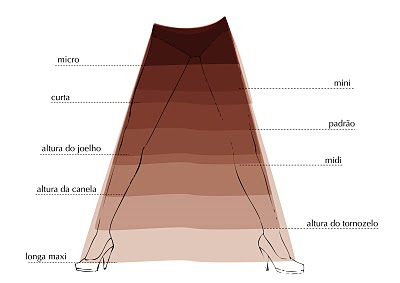 micro
mini
curta
padrão
altura do joelho
midi
altura da canela
altura do tornozelo
longa maxi